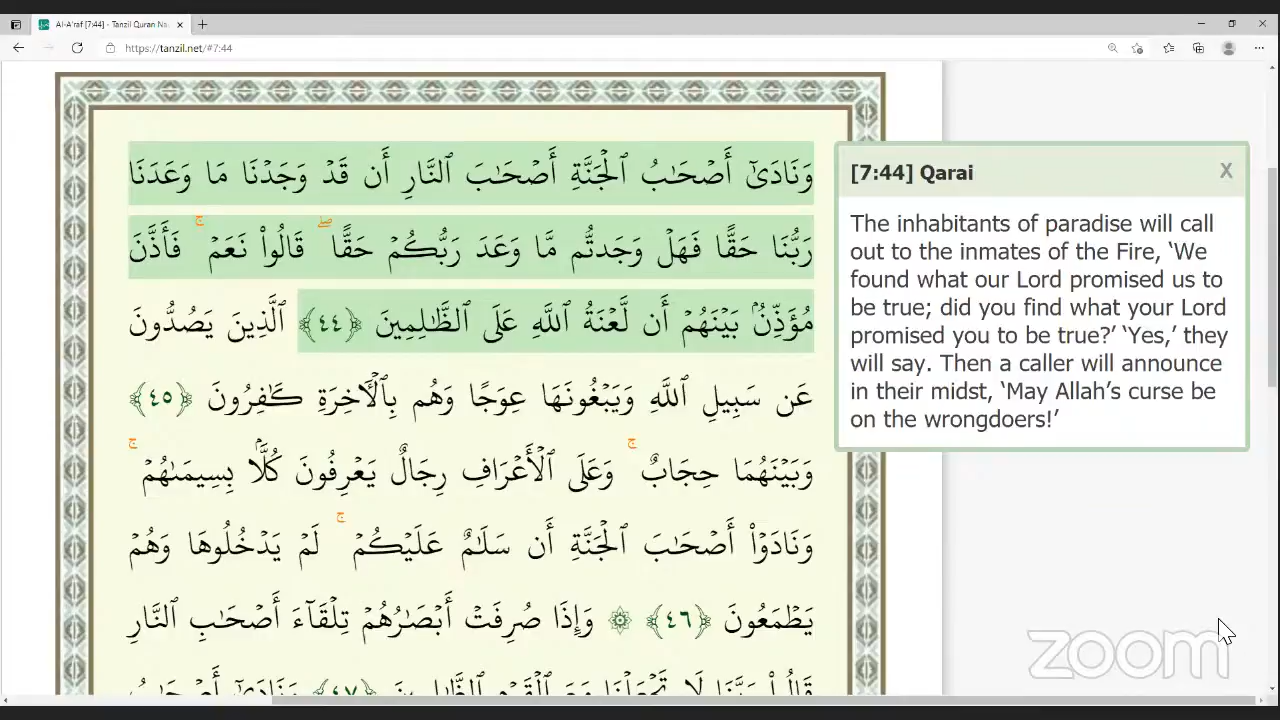 Al-A'raf [7:44] - Tanzil Quran Na
https://tanzil.net/#7:44
وَنَادَىٰٓ أَصْحَـٰبُ ٱلْجَنَّةِ أَصْحَـٰبَ ٱلنَّارِ أَن قَدْ وَجَدْنَا مَا وَعَدَنَا
رَبُّنَا حَقًّا فَهَلْ وَجَدتُّم مَّا وَعَدَ رَبُّكُمْ حَقًّا ۖ قَالُوا۟ نَعَمْ ۚ فَأَذَّنَ
مُؤَذِّنٌۢ بَيْنَهُمْ أَن لَّعْنَةُ ٱللَّهِ عَلَى ٱلظَّـٰلِمِينَ ﴿٤٤﴾ ٱلَّذِينَ يَصُدُّونَ
عَن سَبِيلِ ٱللَّهِ وَيَبْغُونَهَا عِوَجًا وَهُم بِٱلْـَٔاخِرَةِ كَـٰفِرُونَ ﴿٤٥﴾
وَبَيْنَهُمَا حِجَابٌ ۚ وَعَلَى ٱلْأَعْرَافِ رِجَالٌ يَعْرِفُونَ كُلًّۢا بِسِيمَىٰهُمْ ۚ
وَنَادَوْا۟ أَصْحَـٰبَ ٱلْجَنَّةِ أَن سَلَـٰمٌ عَلَيْكُمْ ۚ لَمْ يَدْخُلُوهَا وَهُمْ
يَطْمَعُونَ ﴿٤٦﴾ ۞ وَإِذَا صُرِفَتْ أَبْصَـٰرُهُمْ تِلْقَآءَ أَصْحَـٰبِ ٱلنَّارِ
[7:44] Qarai
X
The inhabitants of paradise will call
out to the inmates of the Fire, ‘We
found what our Lord promised us to
be true; did you find what your Lord
promised you to be true?’ ‘Yes,’ they
will say. Then a caller will announce
in their midst, ‘May Allah’s curse be
on the wrongdoers!’
zoom